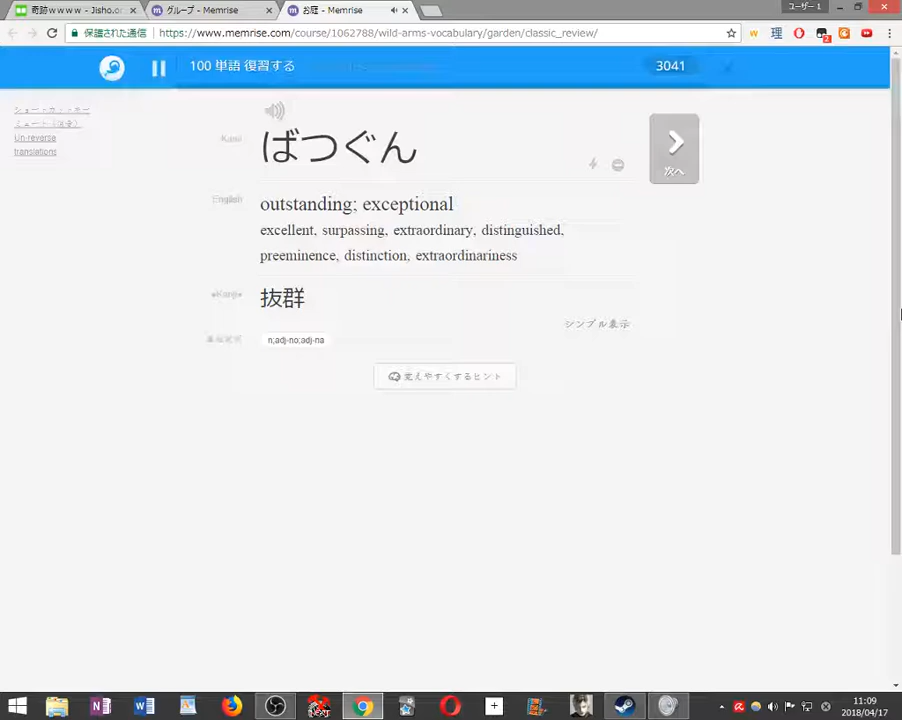 奇跡ｗｗｗｗ - Jisho.o
グループ - Memrise
お庭 - Memrise
ユーザー 1
保護された通信
https://www.memrise.com/course/1062788/wild-arms-vocabulary/garden/classic_review/
100 単語 復習する
3041
Un-reverse
translations
Kana
ばつぐん
次へ
English
outstanding; exceptional
excellent, surpassing, extraordinary, distinguished,
preeminence, distinction, extraordinariness
•Kanji•
抜群
シンプル表示
n;adj-no;adj-na
覚えやすくするヒント
11:09
2018/04/17